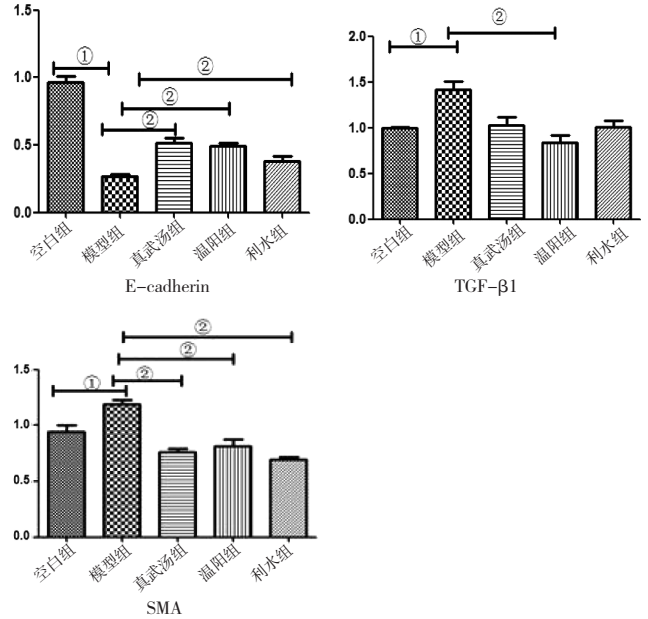 1.5
1.0
0.5
0.0
①
②
②
②
空白组
模型组
真武汤组
温阳组
利水组
E-cadherin
2.0
1.5
1.0
0.5
0.0
①
②
空白组
模型组
真武汤组
温阳组
利水组
TGF-β1
1.5
1.0
0.5
0.0
②
②
①
②
空白组
模型组
真武汤组
温阳组
利水组
SMA